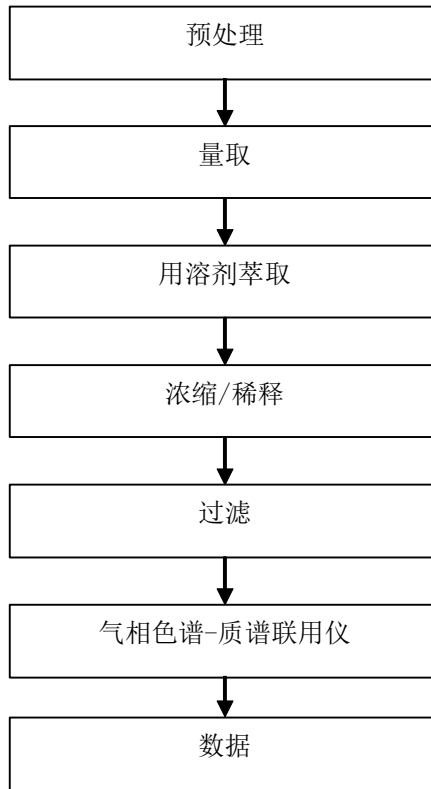 预处理
量取
用溶剂萃取
浓缩/稀释
过滤
气相色谱-质谱联用仪
数据